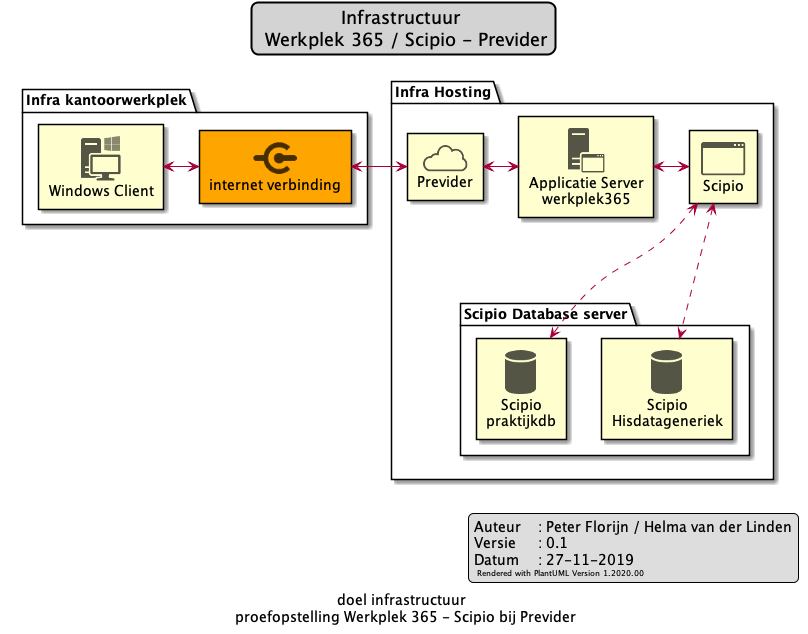 Infrastructuur
Werkplek 365 / Scipio - Previder
Infra kantoorwerkplek
Infra Hosting
Windows Client
internet verbinding
Previder
Applicatie Server
werkplek365
Scipio
Scipio Database server
Scipio
praktijkdb
Scipio
Hisdatageneriek
Auteur : Peter Florijn / Helma van der Linden
Versie : 0.1
Datum : 27-11-2019
Rendered with PlantUML Version 1.2020.00
doel infrastructuur
proefopstelling Werkplek 365 - Scipio bij Previder